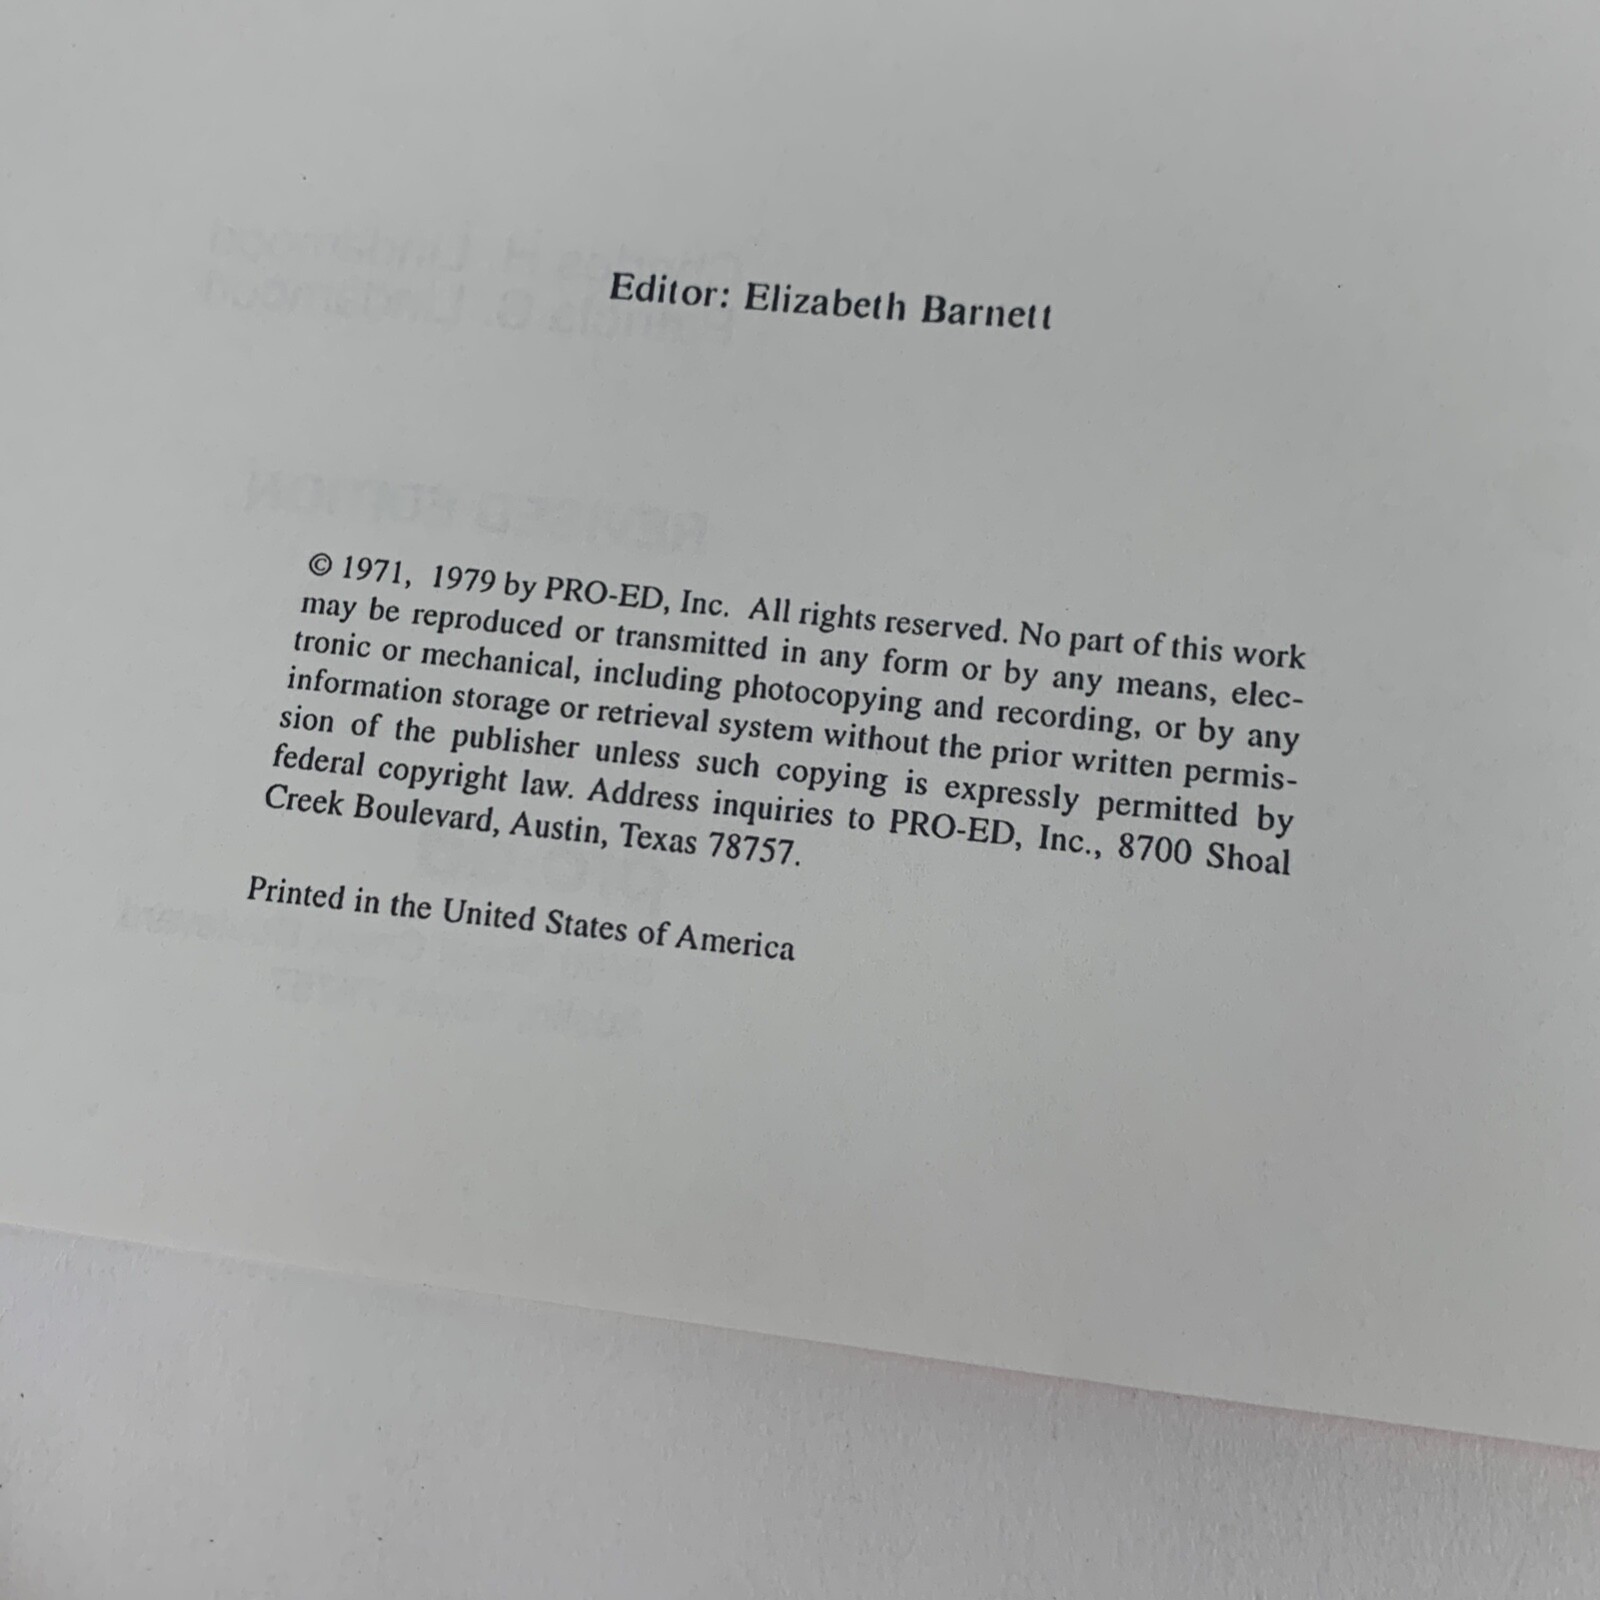 Editor: Elizabeth Barnett
© 1971, 1979 by PRO-ED, Inc. All rights reserved. No part of this work
may be reproduced or transmitted in any form or by any means, elec-
tronic or mechanical, including photocopying and recording, or by any
information storage or retrieval system without the prior written permis-
sion of the publisher unless such copying is expressly permitted by
federal copyright law. Address inquiries to PRO-ED, Inc., 8700 Shoal
Creek Boulevard, Austin, Texas 78757.
Printed in the United States of America